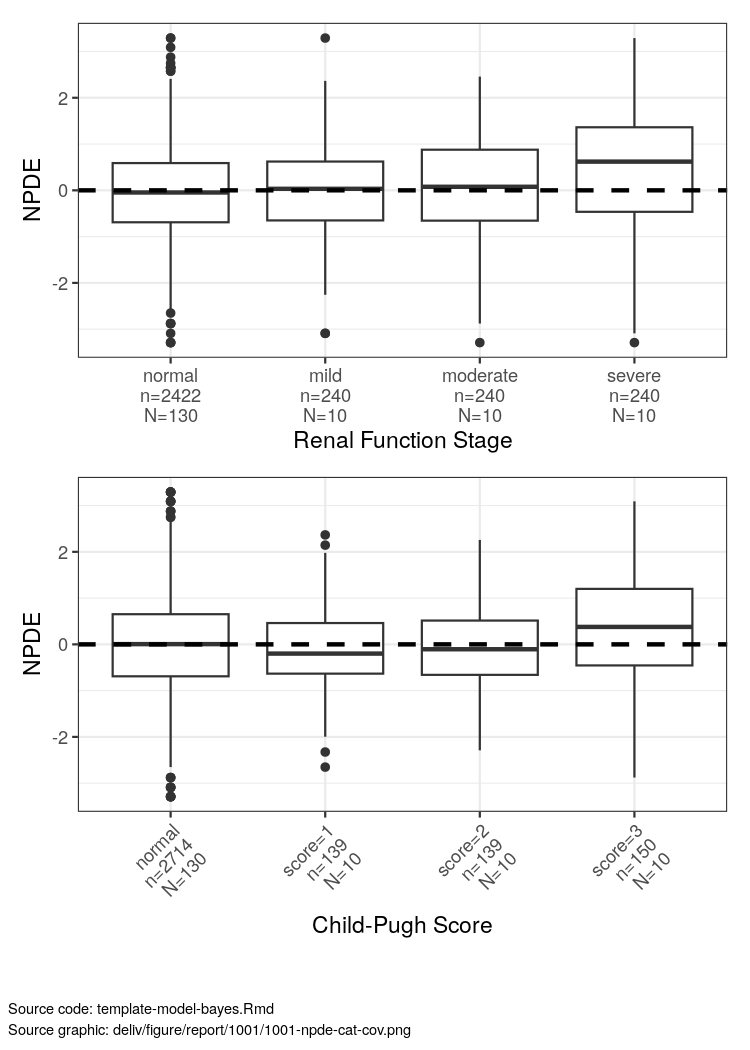 NPDE
2
0
-2
normal
n=2422
N=130
mild
n=240
N=10
moderate
n=240
N=10
severe
n=240
N=10
Renal Function Stage
NPDE
2
0
-2
normal
n=2714
N=130
score=1
n=139
N=10
score=2
n=139
N=10
score=3
n=150
N=10
Child-Pugh Score
Source code: template-model-bayes.Rmd
Source graphic: deliv/figure/report/1001/1001-npde-cat-cov.png